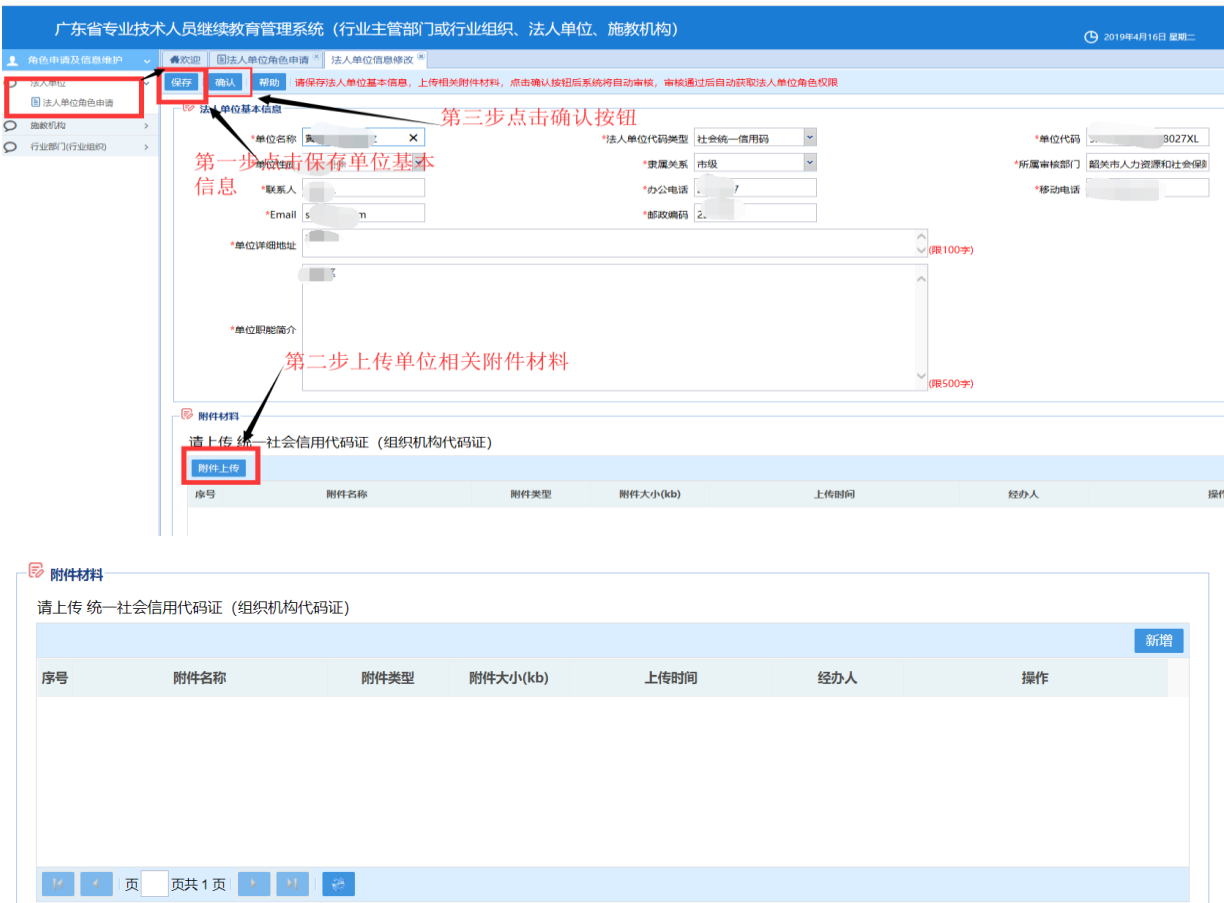 广东省专业技术人员继续教育管理系统（行业主管部门或行业组织、法人单位、施教机构）
2019年4月16日 星期二
角色申请及信息维护
欢迎 法人单位角色申请 法人单位信息修改
法人单位
保存 确认 帮助 请保存法人单位基本信息，上传相关附件材料，点击确认按钮后系统将自动审核，审核通过后自动获取法人单位角色权限
法人单位角色申请
法人单位基本信息
第三步点击确认按钮
施教机构
行业部门(行业组织)
*单位名称 *法人单位代码类型 社会统一信用码 *单位代码 8027XL
第一步点击保存单位基本信息
*隶属关系 市级 *所属审核部门 韶关市人力资源和社会保
*联系人 *办公电话 7 *移动电话
*Email s m *邮政编码 2
*单位详细地址 (限100字)
*单位职能简介
第二步上传单位相关附件材料
(限500字)
附件材料
请上传 统一社会信用代码证（组织机构代码证）
附件上传
序号 附件名称 附件类型 附件大小(kb) 上传时间 经办人 操作
附件材料
请上传 统一社会信用代码证（组织机构代码证）
新增
序号 附件名称 附件类型 附件大小(kb) 上传时间 经办人 操作
页 页共 1 页